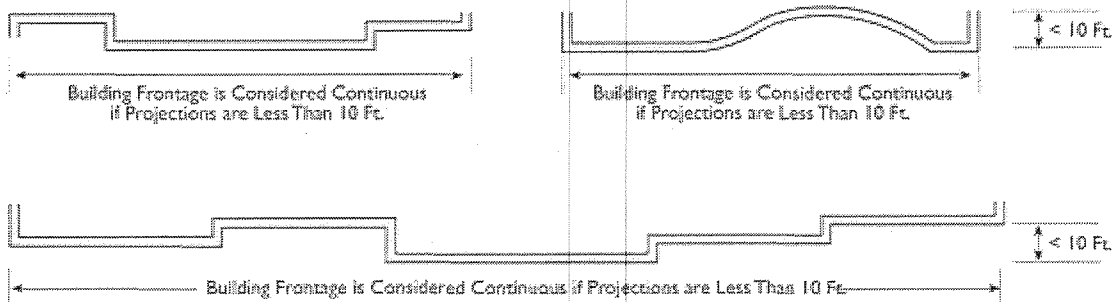 < 10 Ft.
Building Frontage is Considered Continuous
if Projections are Less Than 10 Ft.
Building Frontage is Considered Continuous
if Projections are Less Than 10 Ft.
< 10 Ft.
Building Frontage is Considered Continuous if Projections are Less Than 10 Ft.